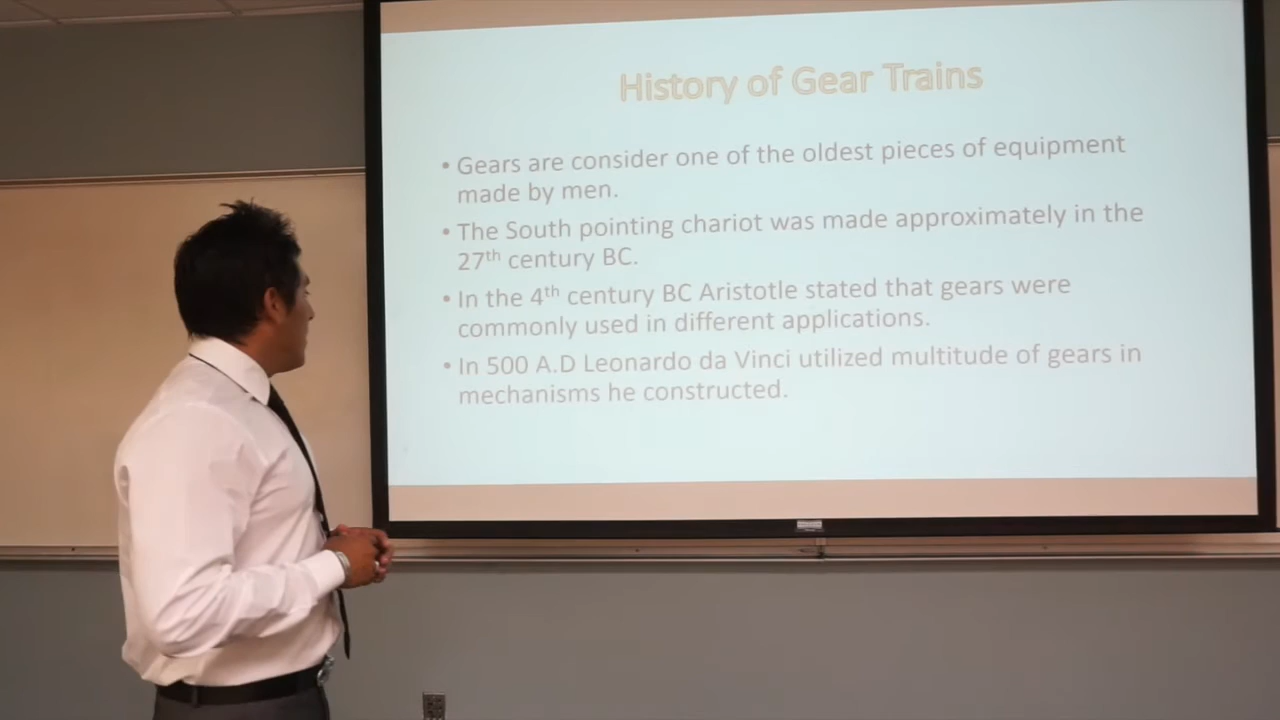 History of Gear Trains
• Gears are consider one of the oldest pieces of equipment
made by men.
• The South pointing chariot was made approximately in the
27th century BC.
• In the 4th century BC Aristotle stated that gears were
commonly used in different applications.
• In 500 A.D Leonardo da Vinci utilized multitude of gears in
mechanisms he constructed.